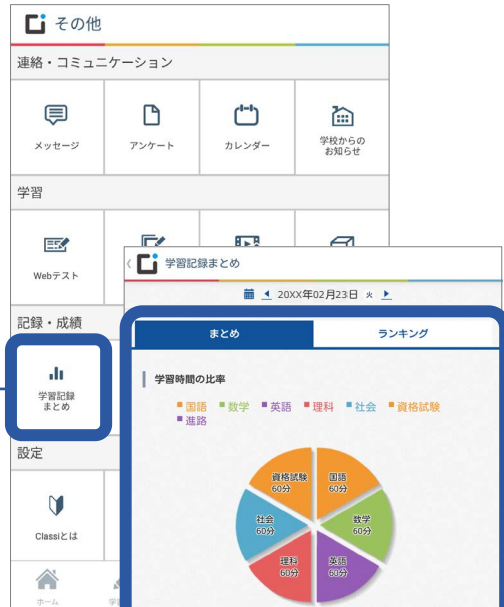 その他
連絡・コミュニケーション
メッセージ
アンケート
カレンダー
学校からの
お知らせ
学習
Webテスト
記録・成績
学習記録
まとめ
設定
Classiとは
ホーム
学習記録まとめ
20XX年02月23日 火
まとめ
ランキング
学習時間の比率
国語 数学 英語 理科 社会 資格試験
進路
資格試験
60分
国語
60分
社会
60分
数学
60分
理科
60分
英語
60分